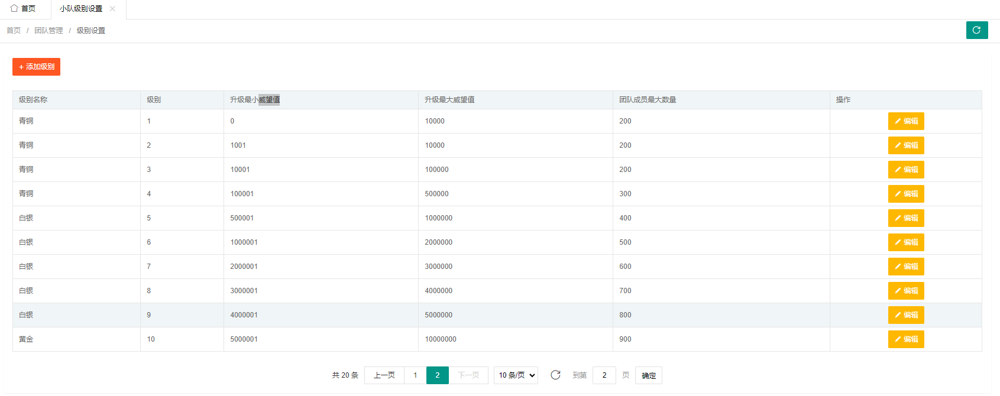 首页 小队级别设置
首页 / 团队管理 / 级别设置
+ 添加级别
级别名称 级别 升级最小威望值 升级最大威望值 团队成员最大数量 操作
青铜 1 0 10000 200 编辑
青铜 2 1001 10000 200 编辑
青铜 3 10001 100000 200 编辑
青铜 4 100001 500000 300 编辑
白银 5 500001 1000000 400 编辑
白银 6 1000001 2000000 500 编辑
白银 7 2000001 3000000 600 编辑
白银 8 3000001 4000000 700 编辑
白银 9 4000001 5000000 800 编辑
黄金 10 5000001 10000000 900 编辑
共 20 条 上一页 1 2 下一页 10 条/页 到第 2 页 确定